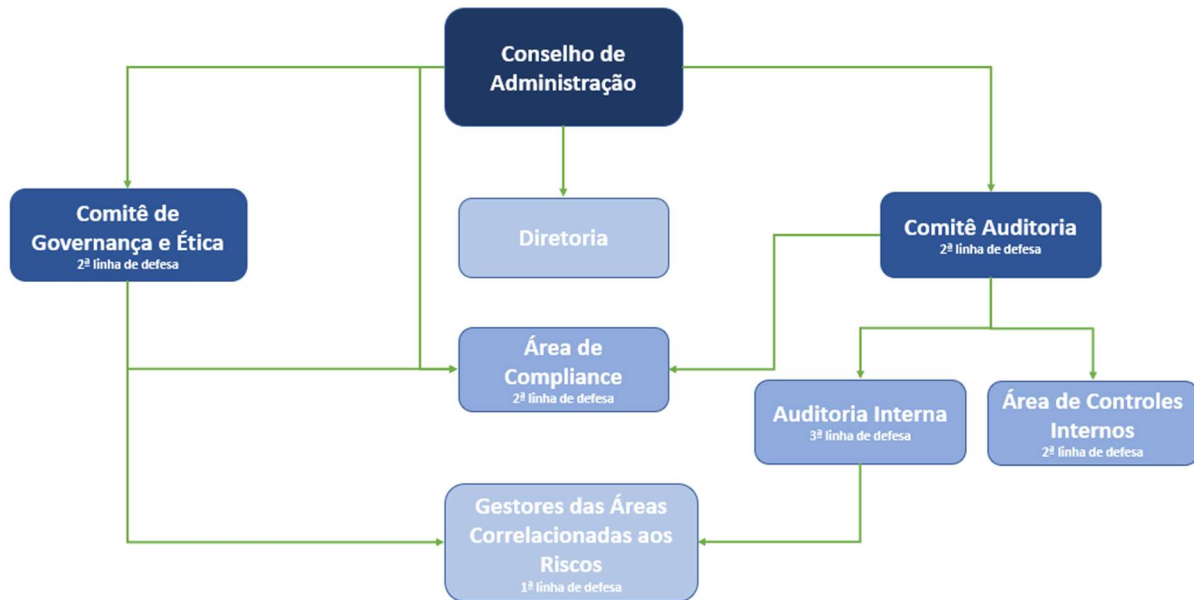 Conselho de
Administração
Comitê de
Governança e Ética
2ª linha de defesa
Diretoria
Comitê Auditoria
2ª linha de defesa
Área de
Compliance
2ª linha de defesa
Auditoria Interna
3ª linha de defesa
Área de Controles
Internos
2ª linha de defesa
Gestores das Áreas
Correlacionadas aos
Riscos
1ª linha de defesa